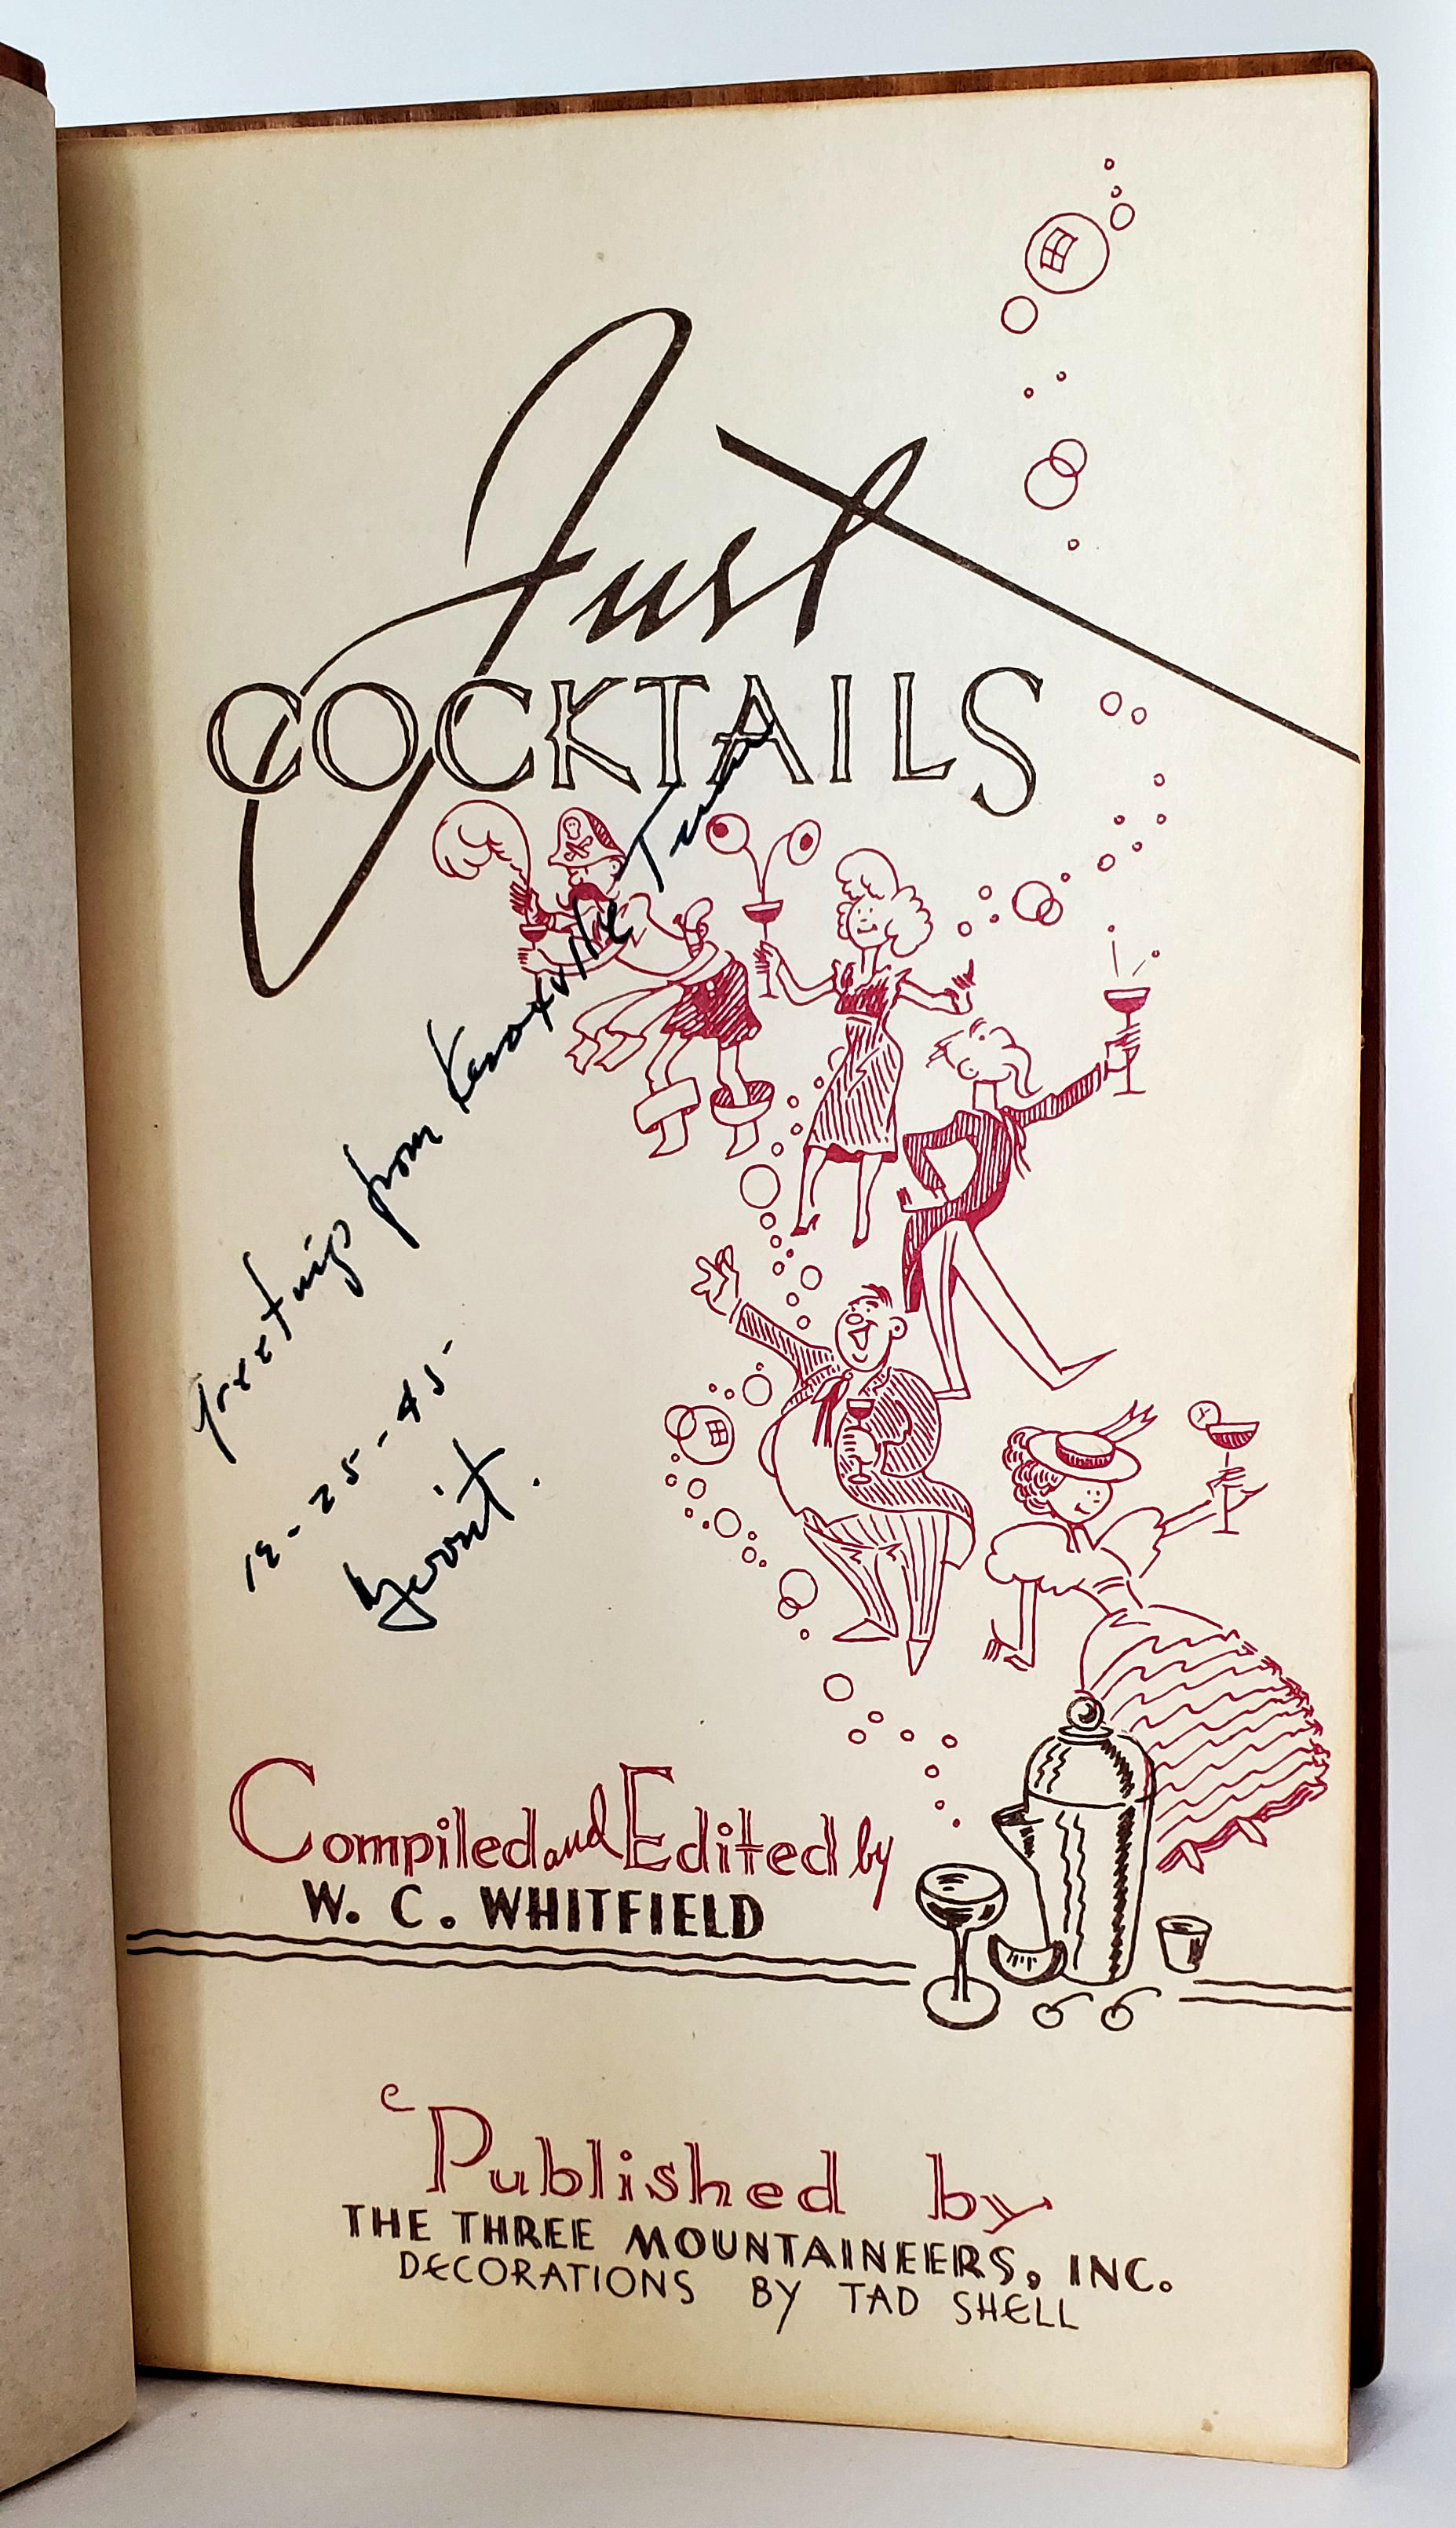 Just
COCKTAILS
Greetings from Knoxville Tenn
12-25-45
Gerrit.
Compiled and Edited by
W. C. WHITFIELD
Published by
THE THREE MOUNTAINEERS, INC.
DECORATIONS BY TAD SHELL